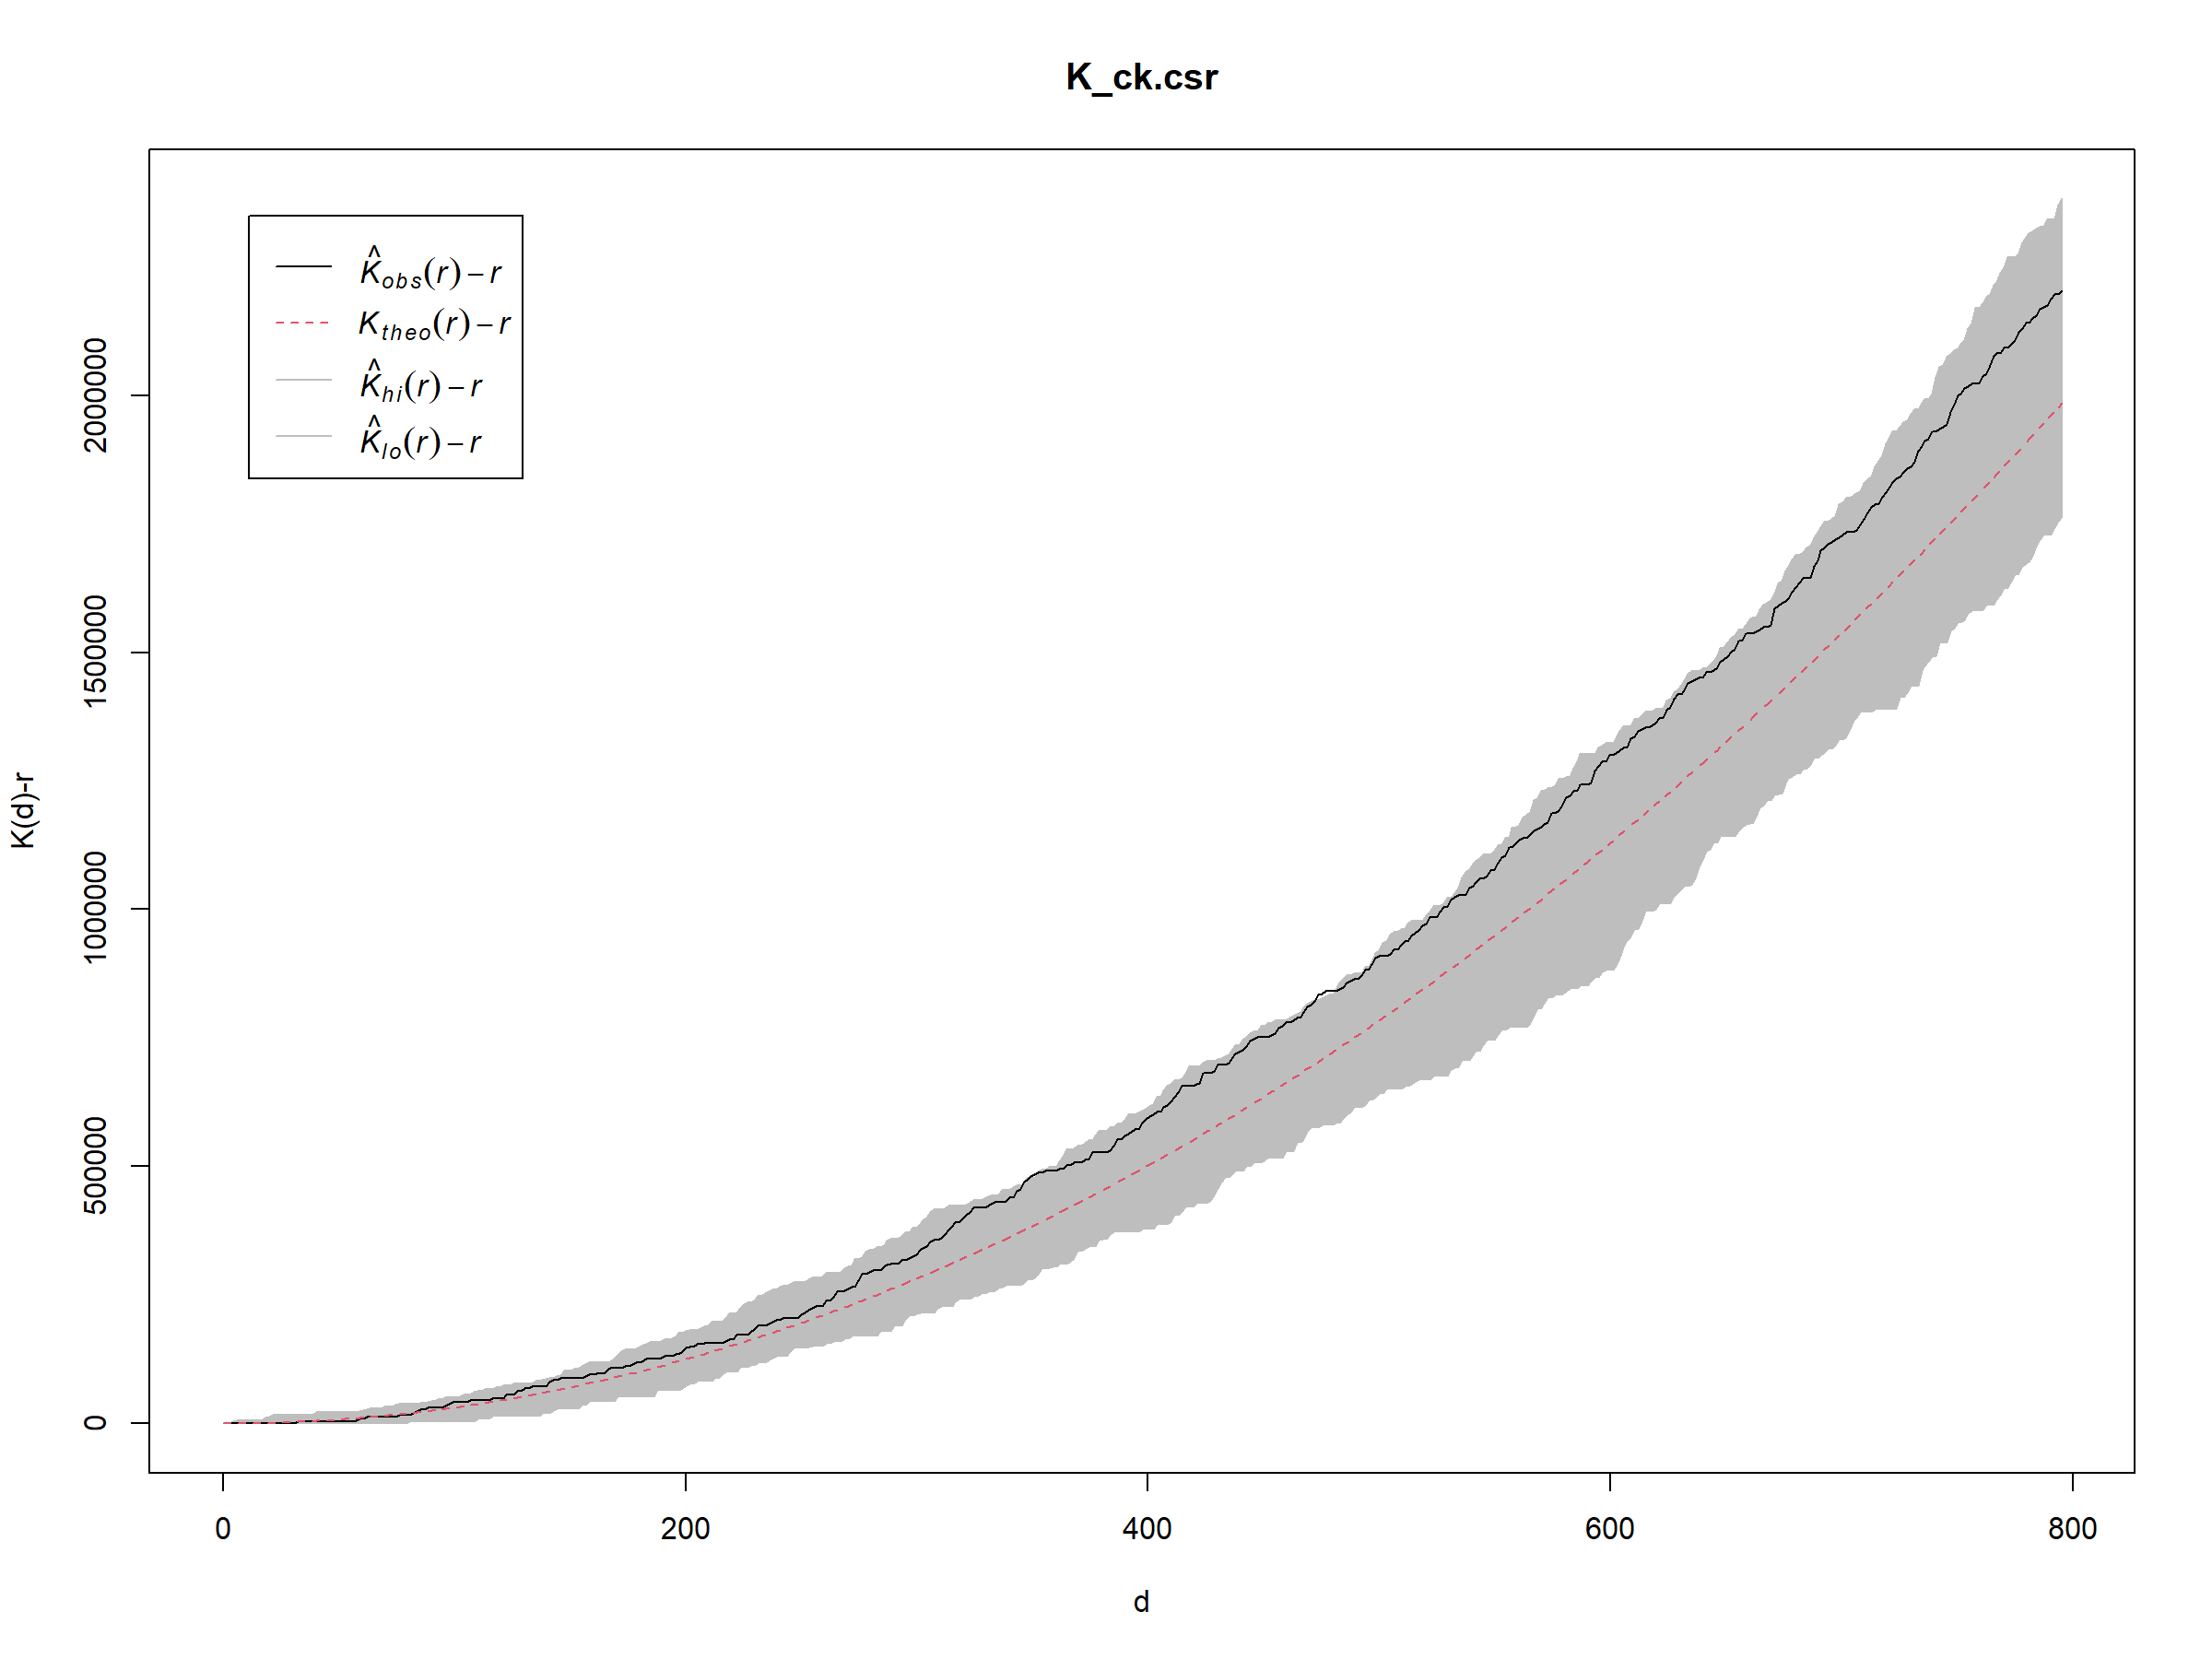 K_ck.csr
K̂obs(r) − r
Ktheo(r) − r
K̂hi(r) − r
K̂lo(r) − r
K(d)-r
2000000
1500000
1000000
500000
0
0 200 400 600 800
d